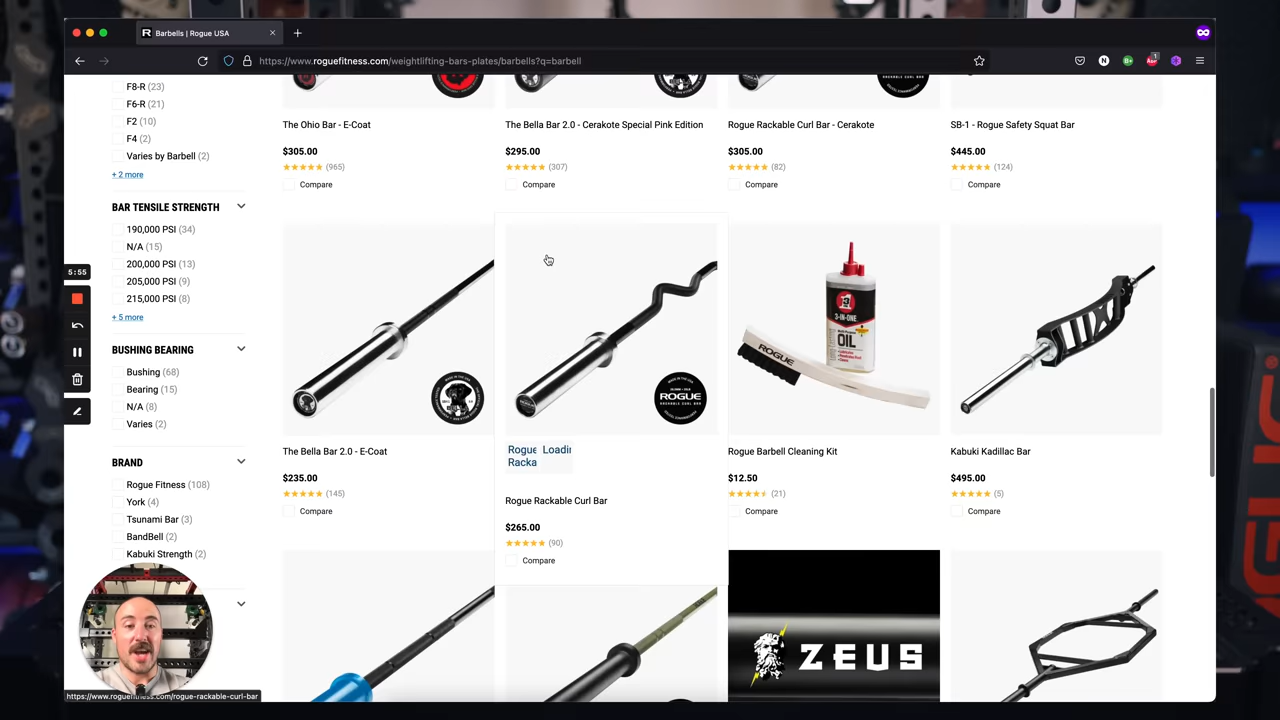 Barbells | Rogue USA
https://www.roguefitness.com/weightlifting-bars-plates/barbells?q=barbell
F8-R (23)
F6-R (21)
F2 (10)
F4 (2)
Varies by Barbell (2)
+ 2 more
BAR TENSILE STRENGTH
190,000 PSI (34)
N/A (15)
200,000 PSI (13)
205,000 PSI (9)
215,000 PSI (8)
+ 5 more
BUSHING BEARING
Bushing (68)
Bearing (15)
N/A (8)
Varies (2)
BRAND
Rogue Fitness (108)
York (4)
Tsunami Bar (3)
BandBell (2)
Kabuki Strength (2)
5:55
The Ohio Bar - E-Coat
$305.00
(965)
Compare
The Bella Bar 2.0 - Cerakote Special Pink Edition
$295.00
(307)
Compare
Rogue Rackable Curl Bar - Cerakote
$305.00
(82)
Compare
SB-1 - Rogue Safety Squat Bar
$445.00
(124)
Compare
The Bella Bar 2.0 - E-Coat
$235.00
(145)
Compare
ROGUE
Rogue Loadin
Racka
Rogue Rackable Curl Bar
$265.00
(90)
Compare
ROGUE
3-IN-ONE
OIL
Rogue Barbell Cleaning Kit
$12.50
(21)
Compare
Kabuki Kadillac Bar
$495.00
(5)
Compare
ZEUS
https://www.roguefitness.com/rogue-rackable-curl-bar